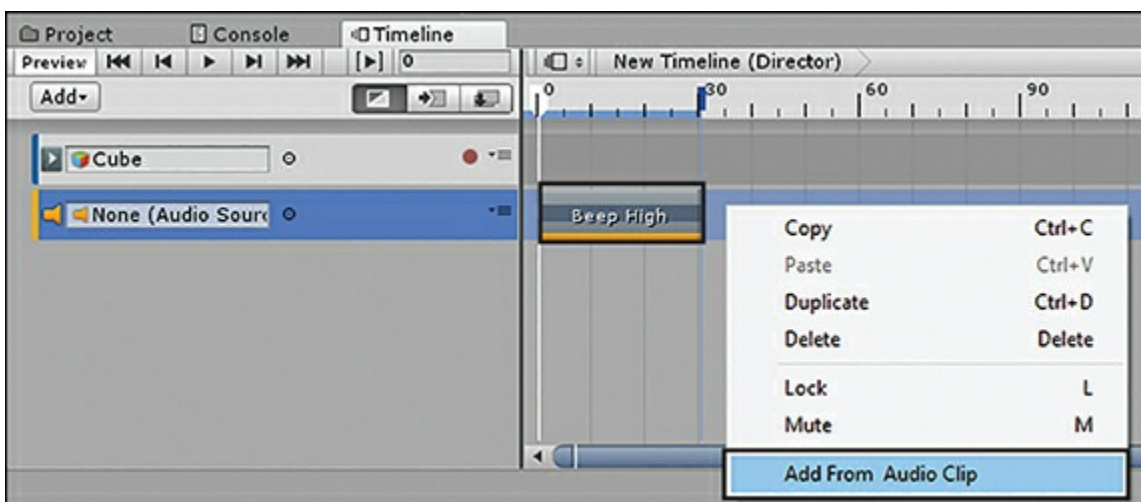 Project Console Timeline
Preview 0 New Timeline (Director)
Add
0 30 60 90
Cube
None (Audio Sourc
Beep High
Copy Ctrl+C
Paste Ctrl+V
Duplicate Ctrl+D
Delete Delete
Lock L
Mute M
Add From Audio Clip